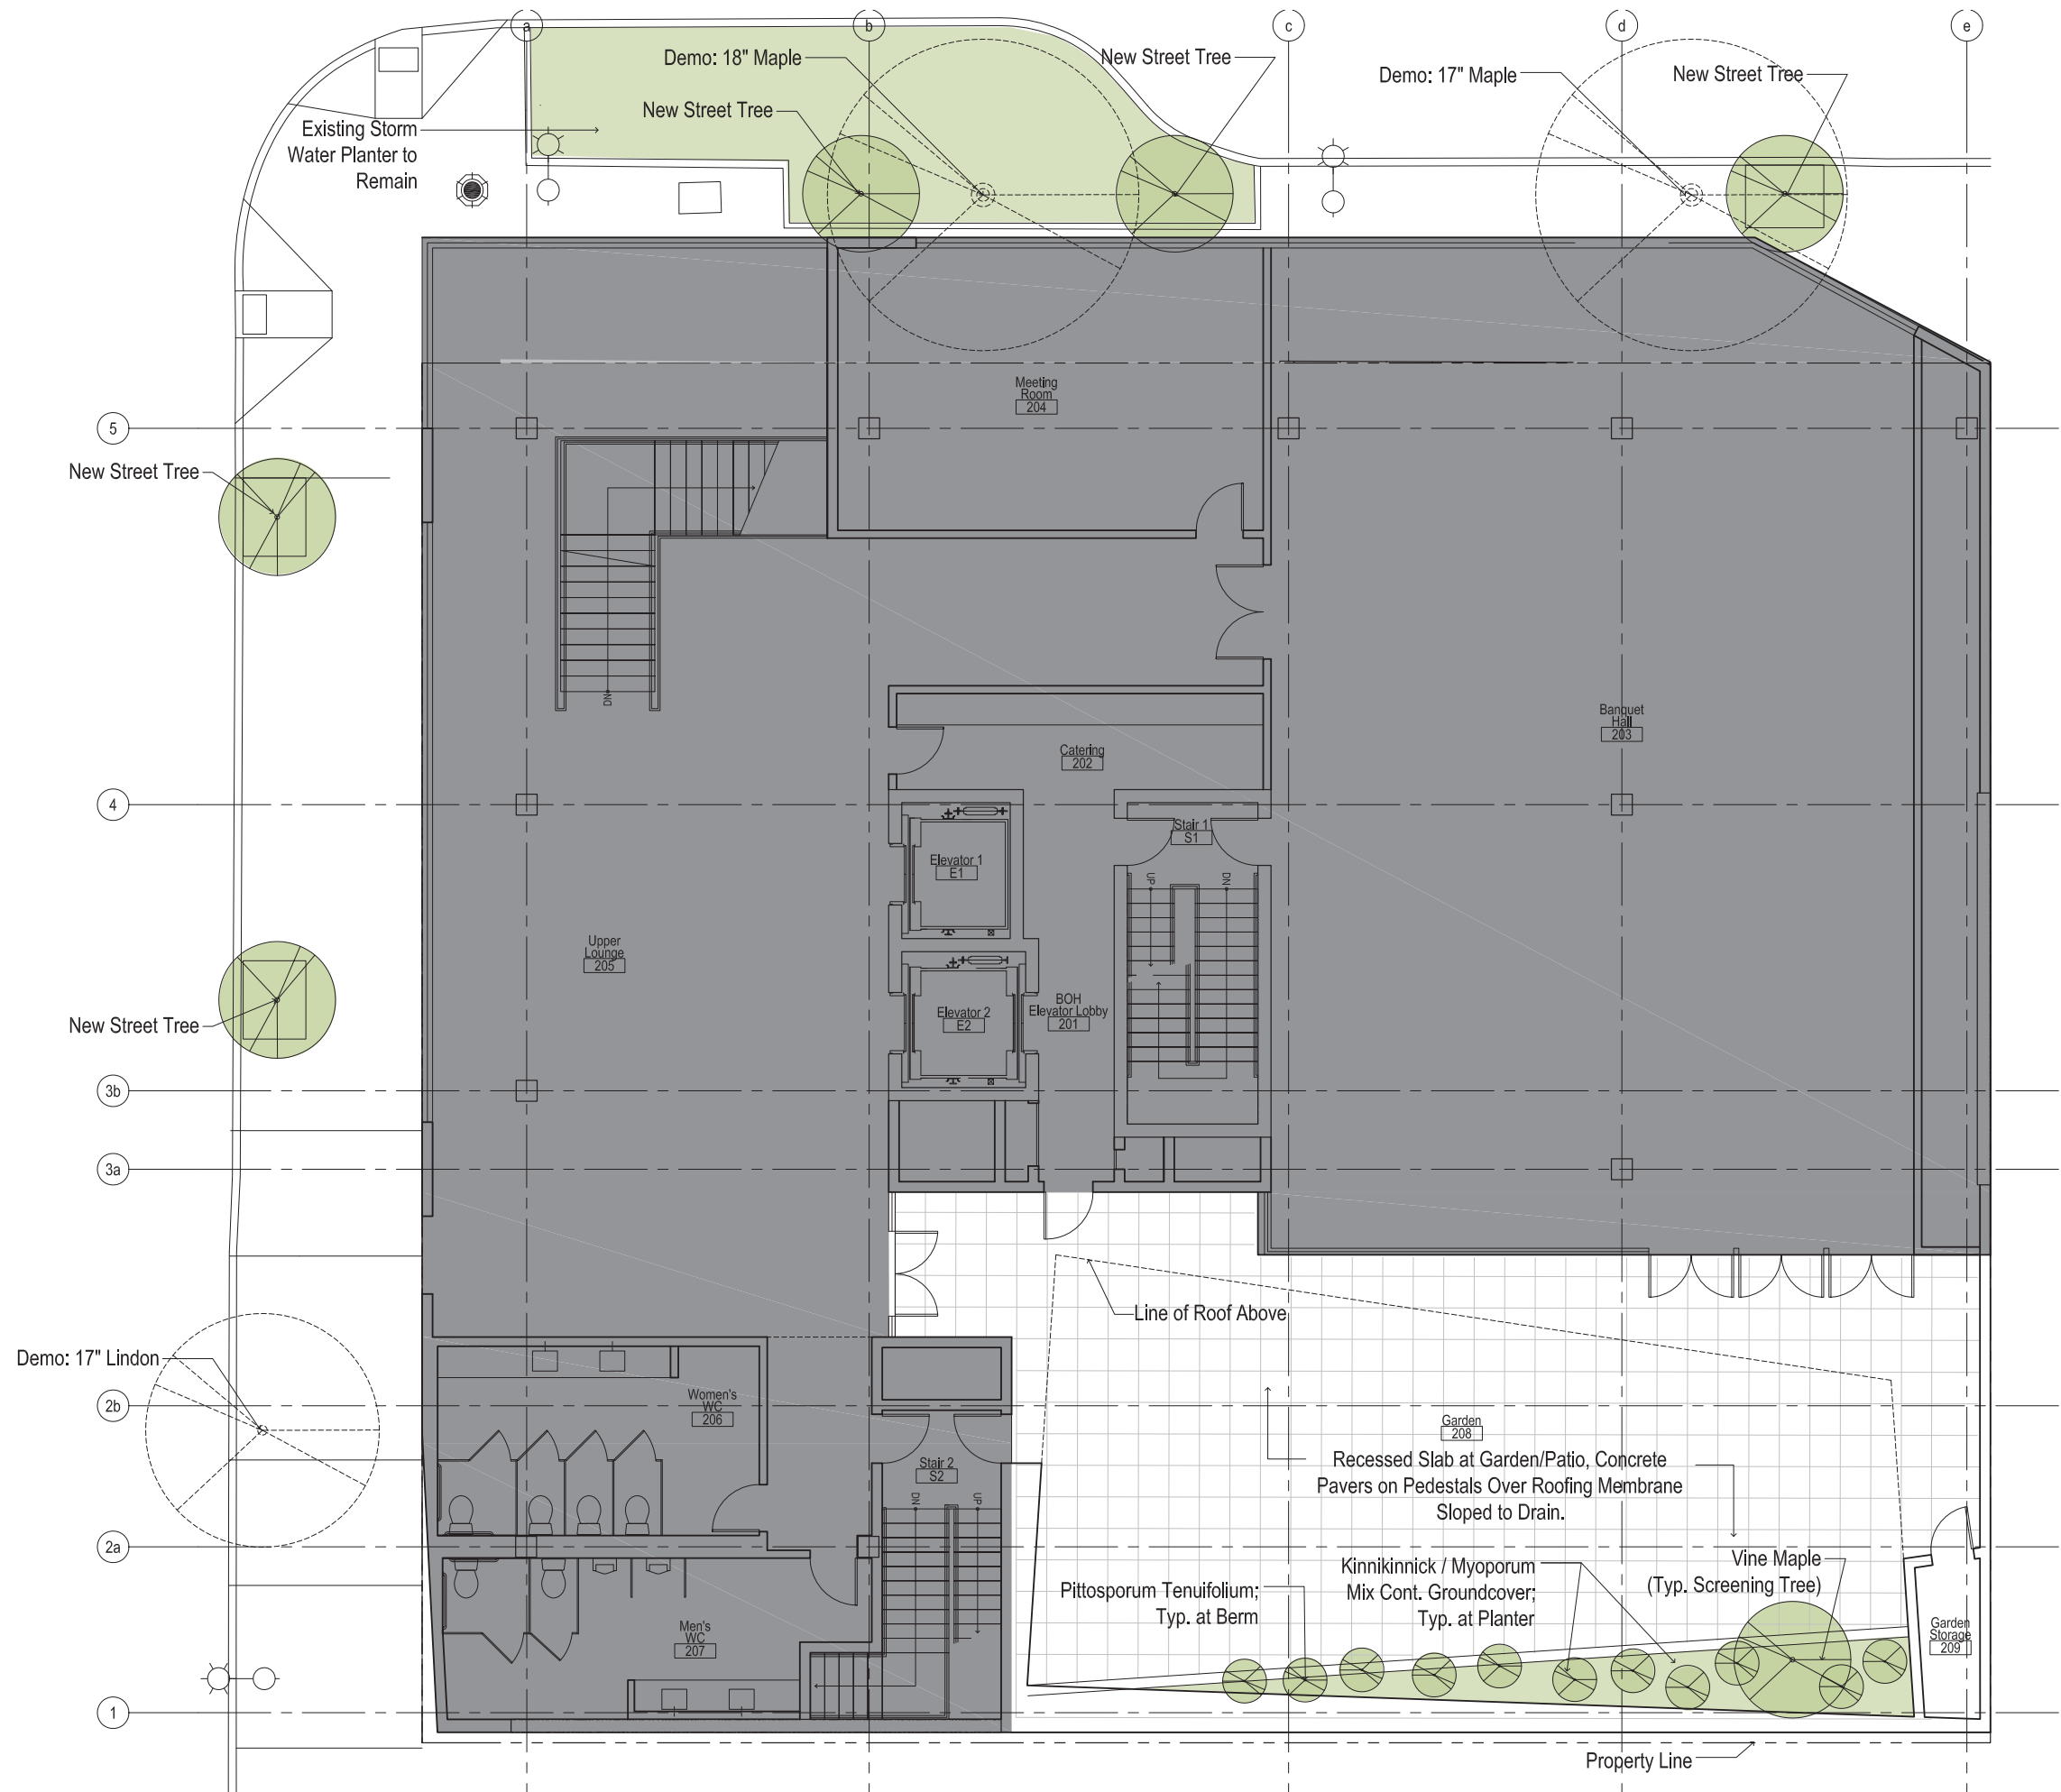 a
b
c
d
e
Demo: 18" Maple
New Street Tree
Demo: 17" Maple
New Street Tree
New Street Tree
Existing Storm
Water Planter to
Remain
Meeting
Room
204
5
New Street Tree
DN
Banquet
Hall
203
Catering
202
4
Stair 1
S1
Elevator 1
E1
UP
DN
Upper
Lounge
205
New Street Tree
Elevator 2
E2
BOH
Elevator Lobby
201
3b
3a
Line of Roof Above
Demo: 17" Lindon
Women's
WC
206
2b
Garden
208
Recessed Slab at Garden/Patio, Concrete
Pavers on Pedestals Over Roofing Membrane
Sloped to Drain.
Stair 2
S2
DN
UP
2a
Pittosporum Tenuifolium;
Typ. at Berm
Kinnikinnick / Myoporum
Mix Cont. Groundcover;
Typ. at Planter
Vine Maple
(Typ. Screening Tree)
Men's
WC
207
Garden
Storage
209
1
Property Line